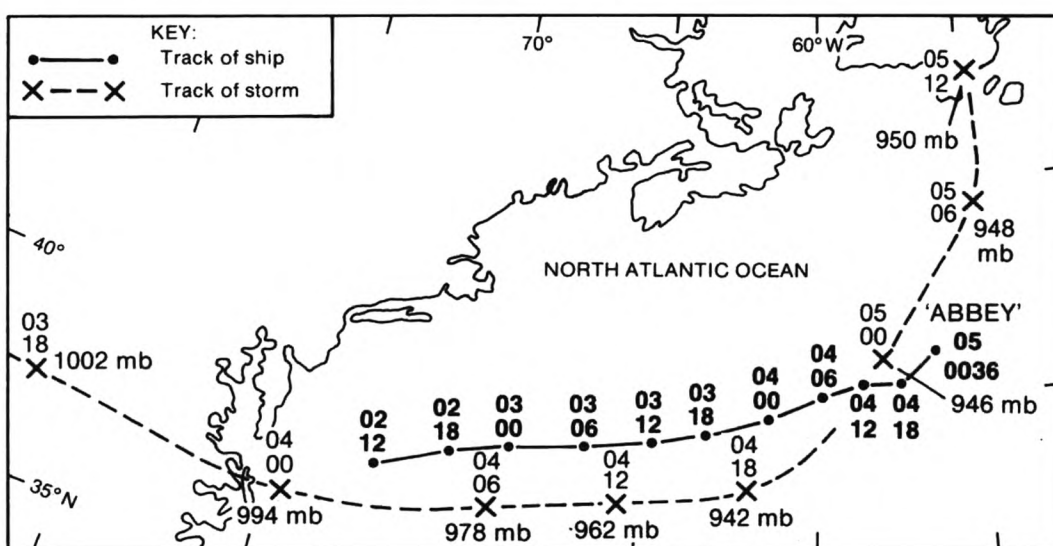 KEY:
Track of ship
Track of storm
70°
60°W
05
12
950 mb
05
06
948
mb
40°
NORTH ATLANTIC OCEAN
03
18
1002 mb
05
00
'ABBEY'
05
0036
946 mb
02
12
02
18
03
00
03
06
03
12
03
18
04
00
04
06
04
12
04
18
35°N
04
00
994 mb
04
06
978 mb
04
12
962 mb
04
18
942 mb